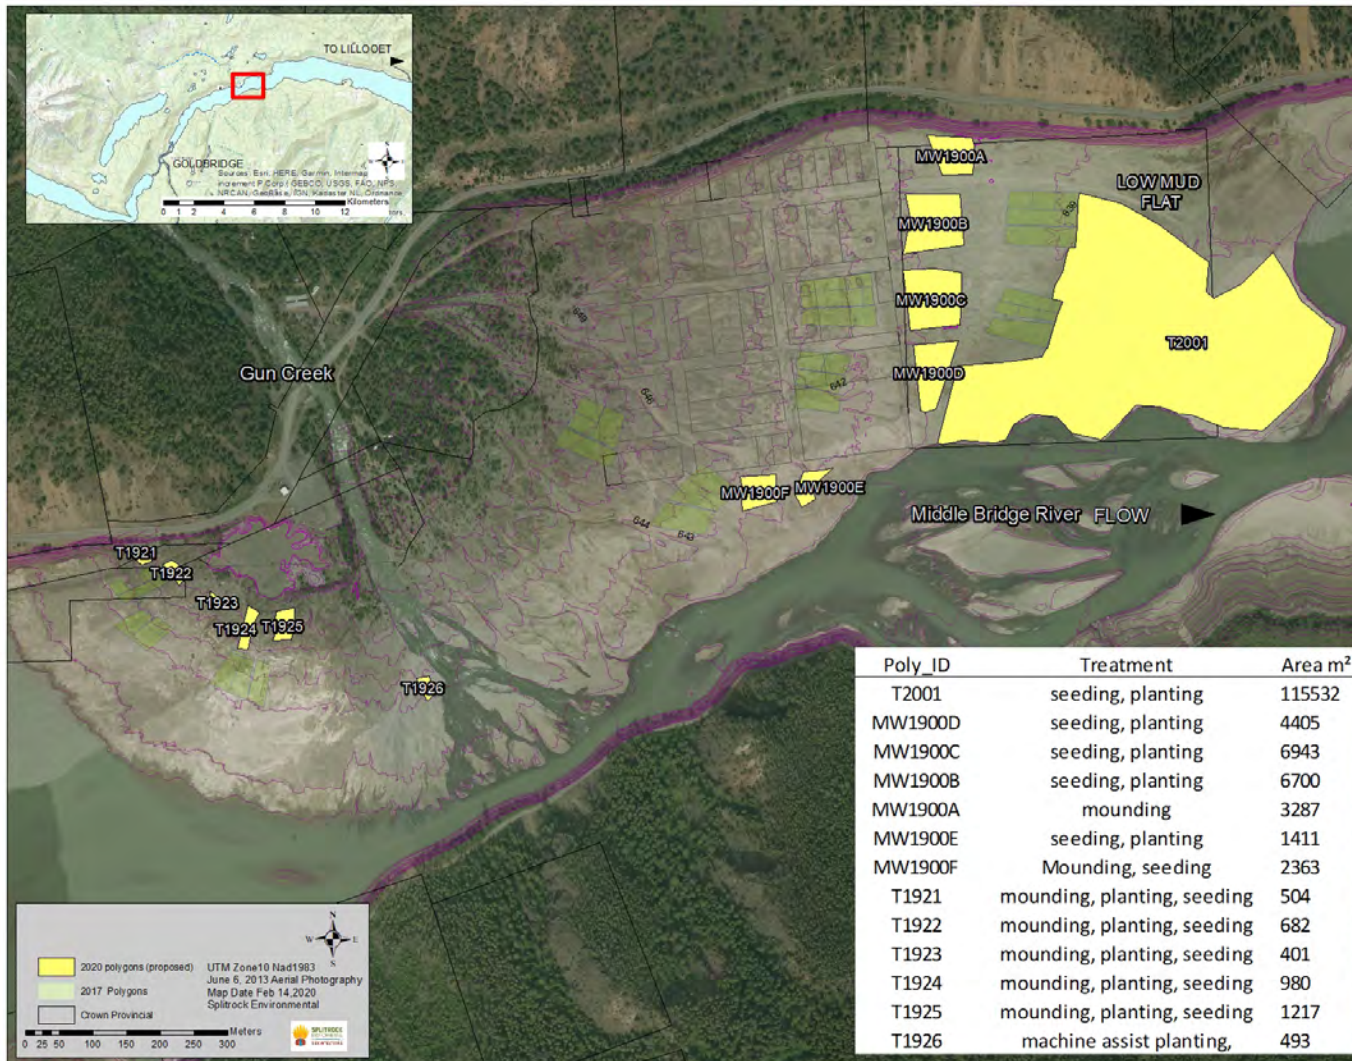 TO LILLOOET
GOLDBRIDGE
Sources: Esri, HERE, Garmin, Intermap,
increment P Corp., GEBCO, USGS, FAO, NPS,
NRCAN, GeoBase, IGN, Kadaster NL, Ordnance
Kilometers
0 1 2 4 6 8 10 12
MW1900A
LOW MUD
FLAT
MW1900B
639
MW1900C
649
T2001
Gun Creek
MW1900D
642
646
MW1900F
MW1900E
Middle Bridge River FLOW
644
643
T1921
T1922
T1923
T1924
T1925
T1926
Poly_ID Treatment Area m²
T2001 seeding, planting 115532
MW1900D seeding, planting 4405
MW1900C seeding, planting 6943
MW1900B seeding, planting 6700
MW1900A mounding 3287
MW1900E seeding, planting 1411
MW1900F Mounding, seeding 2363
T1921 mounding, planting, seeding 504
T1922 mounding, planting, seeding 682
T1923 mounding, planting, seeding 401
T1924 mounding, planting, seeding 980
T1925 mounding, planting, seeding 1217
T1926 machine assist planting, 493
N
W E
S
2020 polygons (proposed)
2017 Polygons
Crown Provincial
UTM Zone10 Nad1983
June 6, 2013 Aerial Photography
Map Date Feb 14,2020
Splitrock Environmental
Meters
0 25 50 100 150 200 250 300
SPLITROCK